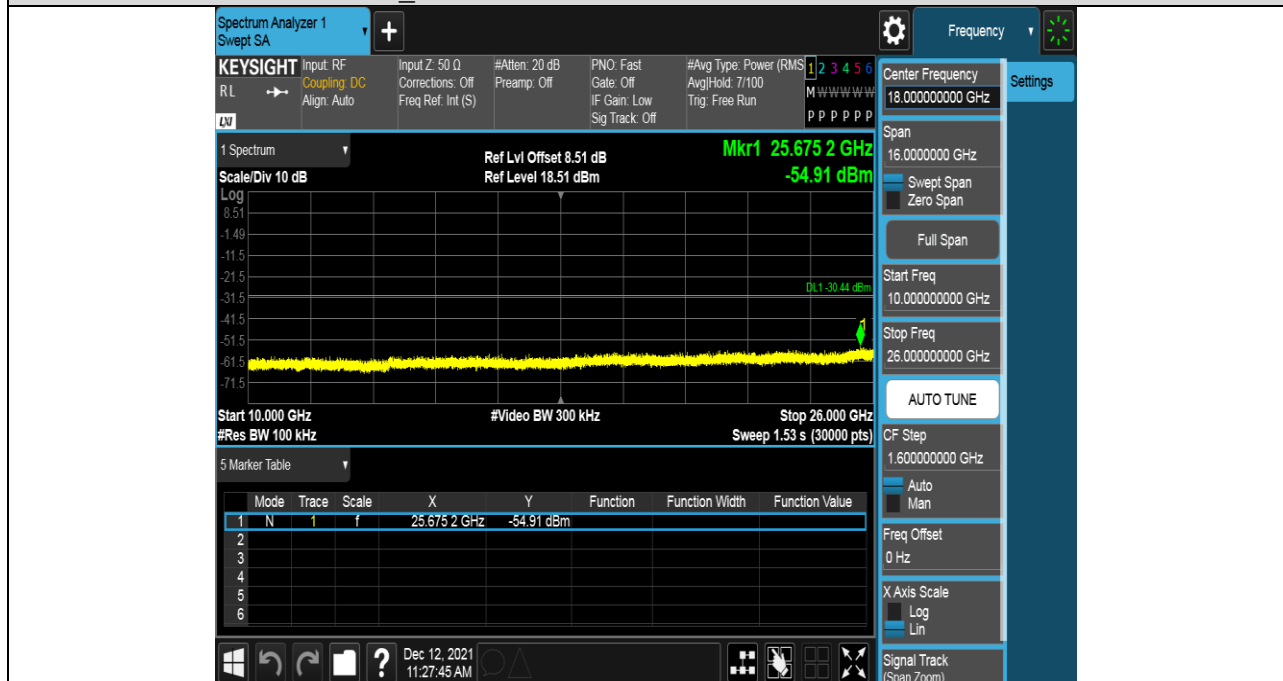 Spectrum Analyzer 1
Swept SA
+
Frequency
KEYSIGHT
RL
LXI
Input: RF
Coupling: DC
Align: Auto
Input Z: 50 Ω
Corrections: Off
Freq Ref: Int (S)
#Atten: 20 dB
Preamp: Off
PNO: Fast
Gate: Off
IF Gain: Low
Sig Track: Off
#Avg Type: Power (RMS
Avg|Hold: 7/100
Trig: Free Run
1 2 3 4 5 6
M W W W W W
P P P P P P
1 Spectrum
Scale/Div 10 dB
Ref Lvl Offset 8.51 dB
Ref Level 18.51 dBm
Mkr1 25.675 2 GHz
-54.91 dBm
Log
8.51
-1.49
-11.5
-21.5
-31.5
-41.5
-51.5
-61.5
-71.5
DL1 -30.44 dBm
1
Start 10.000 GHz
#Res BW 100 kHz
#Video BW 300 kHz
Stop 26.000 GHz
Sweep 1.53 s (30000 pts)
5 Marker Table
Mode Trace Scale X Y Function Function Width Function Value
1 N 1 f 25.675 2 GHz -54.91 dBm
2
3
4
5
6
?
Dec 12, 2021
11:27:45 AM
Center Frequency
18.000000000 GHz
Settings
Span
16.0000000 GHz
Swept Span
Zero Span
Full Span
Start Freq
10.000000000 GHz
Stop Freq
26.000000000 GHz
AUTO TUNE
CF Step
1.600000000 GHz
Auto
Man
Freq Offset
0 Hz
X Axis Scale
Log
Lin
Signal Track
(Span Zoom)